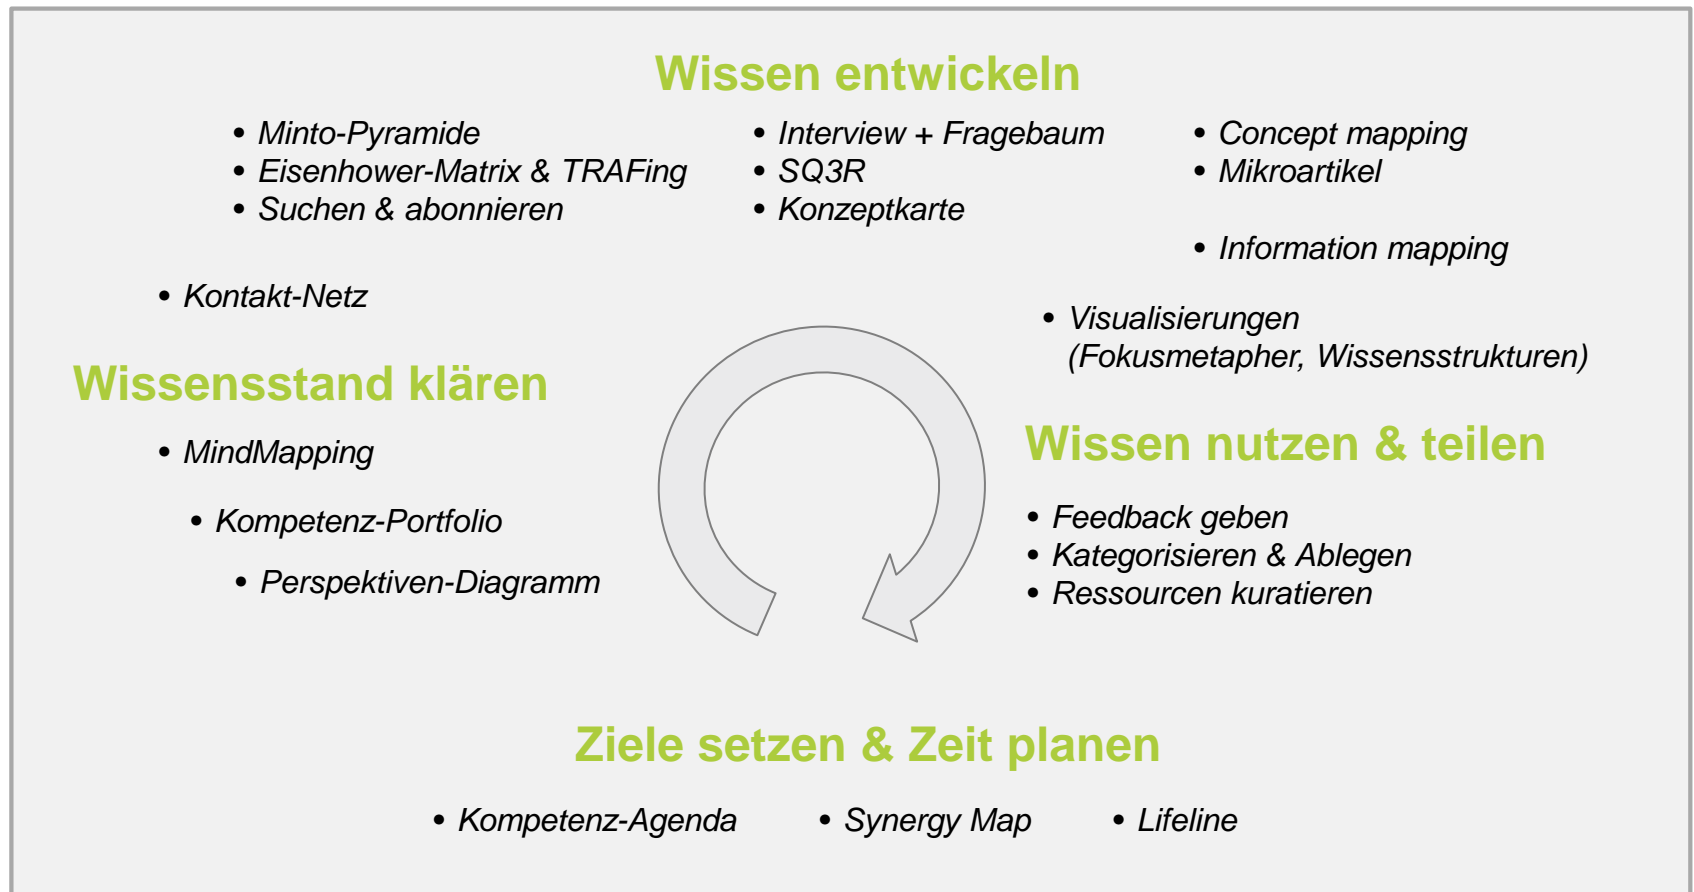 Wissen entwickeln
• Minto-Pyramide
• Eisenhower-Matrix & TRAFing
• Suchen & abonnieren
• Interview + Fragebaum
• SQ3R
• Konzeptkarte
• Concept mapping
• Mikroartikel
• Information mapping
• Kontakt-Netz
• Visualisierungen
(Fokusmetapher, Wissensstrukturen)
Wissensstand klären
• MindMapping
• Kompetenz-Portfolio
• Perspektiven-Diagramm
Wissen nutzen & teilen
• Feedback geben
• Kategorisieren & Ablegen
• Ressourcen kuratieren
Ziele setzen & Zeit planen
• Kompetenz-Agenda
• Synergy Map
• Lifeline